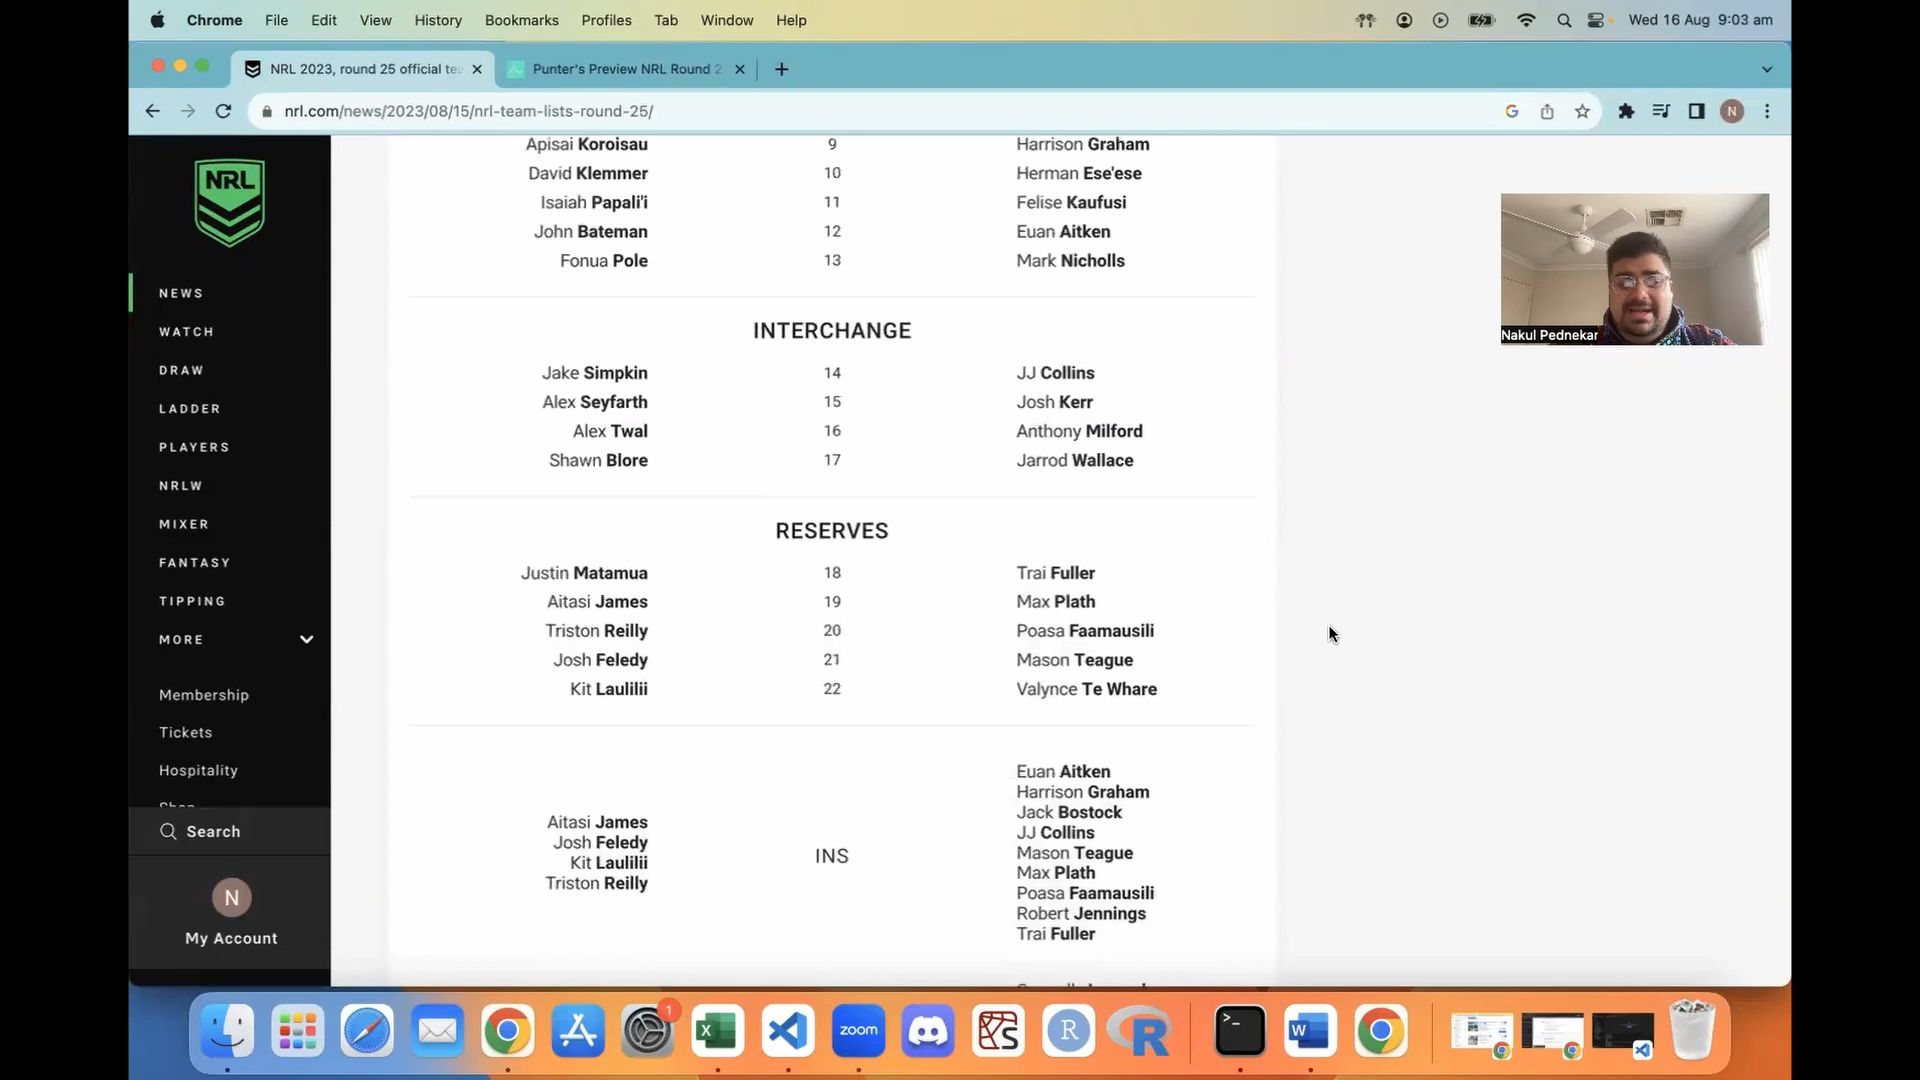 Chrome File Edit View History Bookmarks Profiles Tab Window Help Wed 16 Aug 9:03 am
NRL 2023, round 25 official te
Punter's Preview NRL Round 2
nrl.com/news/2023/08/15/nrl-team-lists-round-25/
G
N
NRL
NEWS
WATCH
DRAW
LADDER
PLAYERS
NRLW
MIXER
FANTASY
TIPPING
MORE
Membership
Tickets
Hospitality
Search
N
My Account
Apisai Koroisau 9 Harrison Graham
David Klemmer 10 Herman Ese'ese
Isaiah Papali'i 11 Felise Kaufusi
John Bateman 12 Euan Aitken
Fonua Pole 13 Mark Nicholls
INTERCHANGE
Jake Simpkin 14 JJ Collins
Alex Seyfarth 15 Josh Kerr
Alex Twal 16 Anthony Milford
Shawn Blore 17 Jarrod Wallace
RESERVES
Justin Matamua 18 Trai Fuller
Aitasi James 19 Max Plath
Triston Reilly 20 Poasa Faamausili
Josh Feledy 21 Mason Teague
Kit Laulilii 22 Valynce Te Whare
Aitasi James
Josh Feledy
Kit Laulilii
Triston Reilly
INS
Euan Aitken
Harrison Graham
Jack Bostock
JJ Collins
Mason Teague
Max Plath
Poasa Faamausili
Robert Jennings
Trai Fuller
Nakul Pednekar
1
X
zoom
S
R
R
>_
W